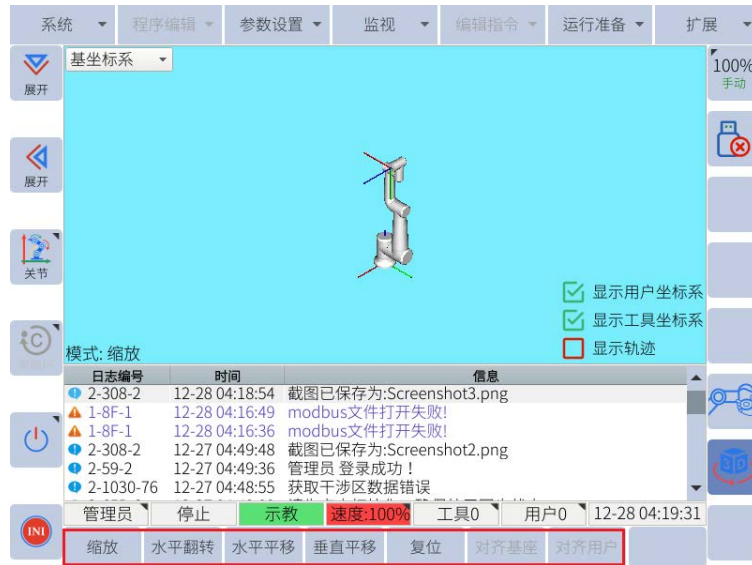 系统 程序编辑 参数设置 监视 编辑指令 运行准备 扩展
展开
基坐标系
100%
手动
展开
关节
显示用户坐标系
显示工具坐标系
显示轨迹
模式: 缩放
日志编号 时间 信息
2-308-2 12-28 04:18:54 截图已保存为:Screenshot3.png
1-8F-1 12-28 04:16:49 modbus文件打开失败!
1-8F-1 12-28 04:16:36 modbus文件打开失败!
2-308-2 12-27 04:49:48 截图已保存为:Screenshot2.png
2-59-2 12-27 04:49:36 管理员 登录成功！
2-1030-76 12-27 04:48:55 获取干涉区数据错误
管理员 停止 示教 速度:100% 工具0 用户0 12-28 04:19:31
INI
3D
缩放 水平翻转 水平平移 垂直平移 复位 对齐基座 对齐用户